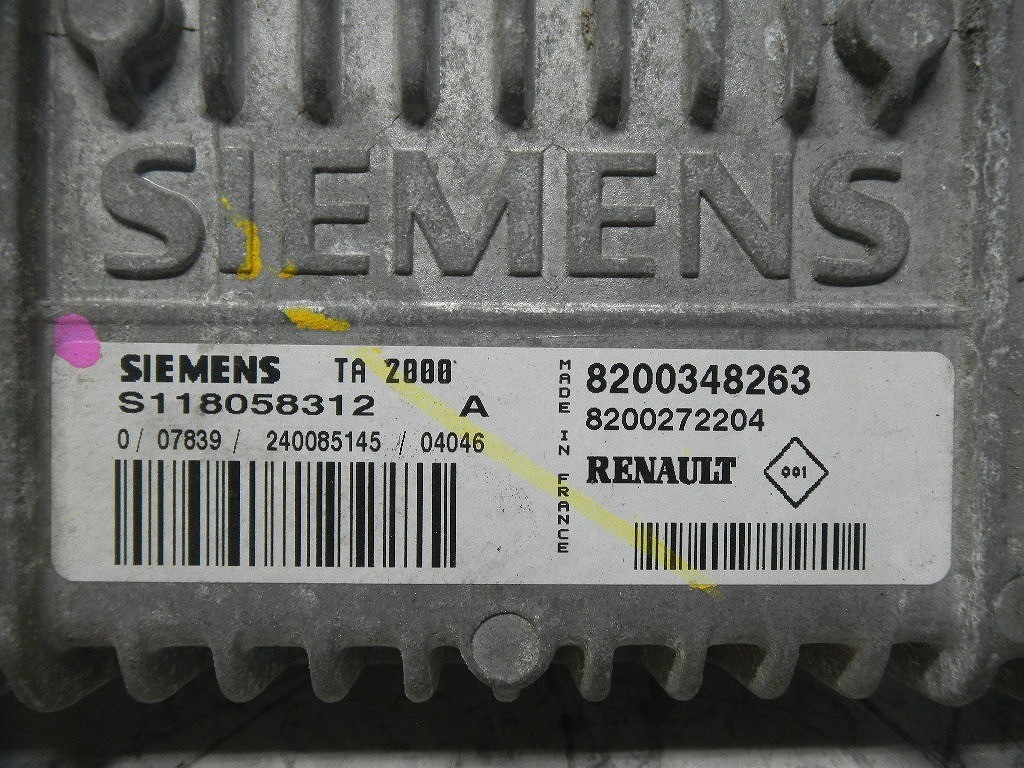 SIEMENS
SIEMENS TA 2000
S118058312 A
0/ 07839 / 240085145 / 04046
MADE IN FRANCE
8200348263
8200272204
RENAULT 001